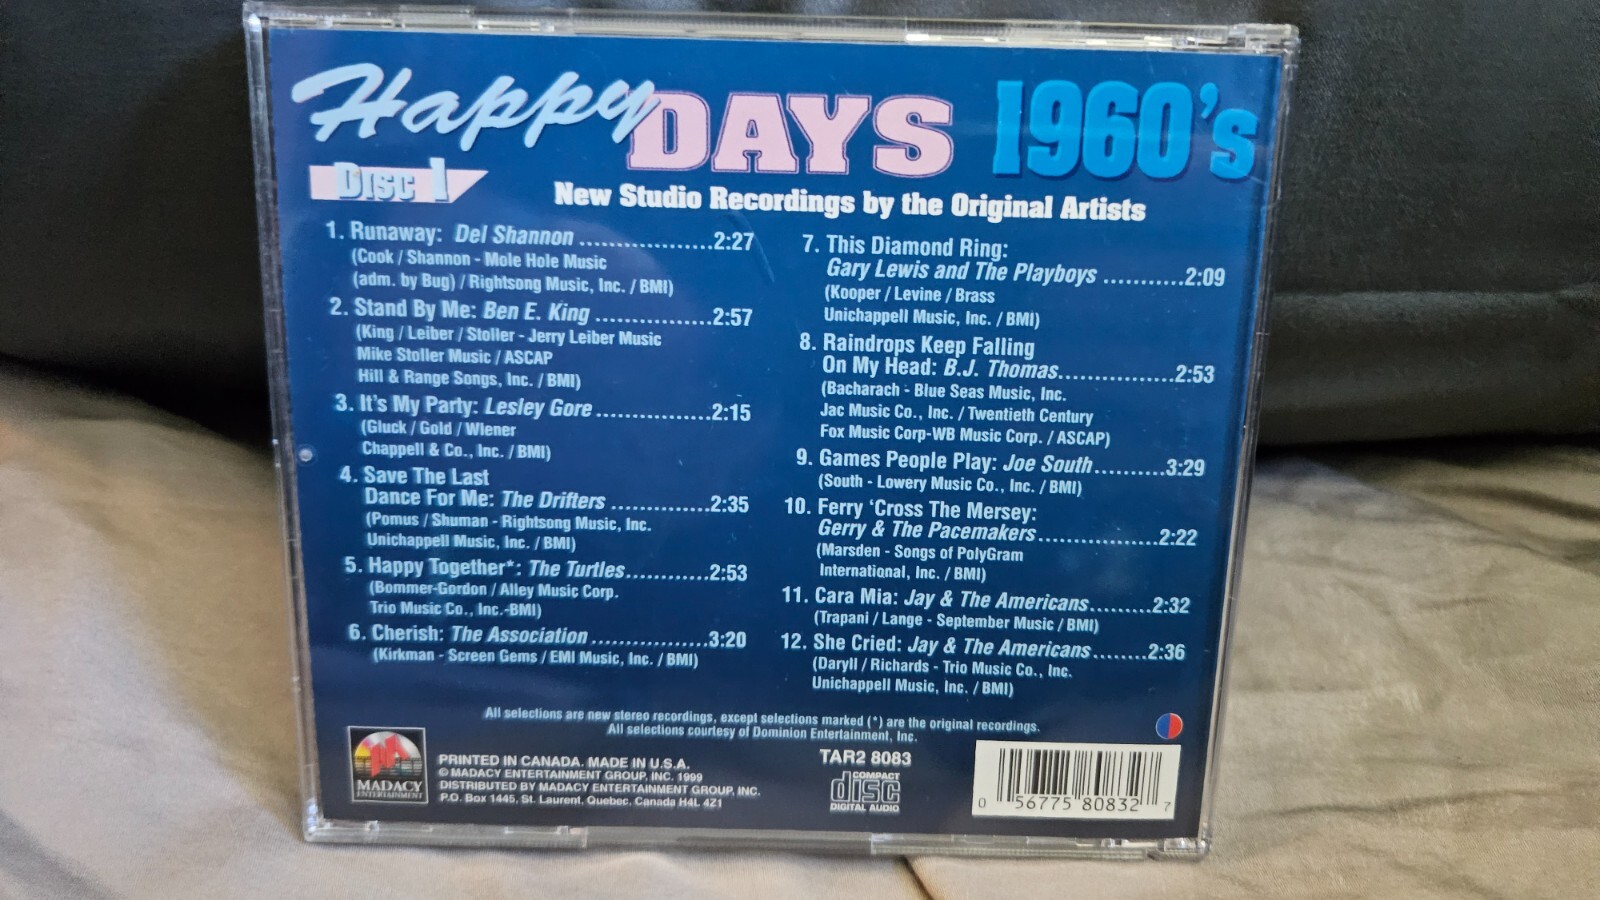 Happy DAYS 1960's
DISC 1
New Studio Recordings by the Original Artists
1. Runaway: Del Shannon ..................2:27
(Cook / Shannon - Mole Hole Music
(adm. by Bug) / Rightsong Music, Inc. / BMI)
2. Stand By Me: Ben E. King ................2:57
(King / Leiber / Stoller - Jerry Leiber Music
Mike Stoller Music / ASCAP
Hill & Range Songs, Inc. / BMI)
3. It's My Party: Lesley Gore ................2:15
(Gluck / Gold / Wiener
Chappell & Co., Inc. / BMI)
4. Save The Last
Dance For Me: The Drifters ..............2:35
(Pomus / Shuman - Rightsong Music, Inc.
Unichappell Music, Inc. / BMI)
5. Happy Together*: The Turtles............2:53
(Bommer-Gordon / Alley Music Corp.
Trio Music Co., Inc.-BMI)
6. Cherish: The Association ....................3:20
(Kirkman - Screen Gems / EMI Music, Inc. / BMI)
7. This Diamond Ring:
Gary Lewis and The Playboys ...........2:09
(Kooper / Levine / Brass
Unichappell Music, Inc. / BMI)
8. Raindrops Keep Falling
On My Head: B.J. Thomas................2:53
(Bacharach - Blue Seas Music, Inc.
Jac Music Co., Inc. / Twentieth Century
Fox Music Corp-WB Music Corp. / ASCAP)
9. Games People Play: Joe South..........3:29
(South - Lowery Music Co., Inc. / BMI)
10. Ferry 'Cross The Mersey:
Gerry & The Pacemakers.................2:22
(Marsden - Songs of PolyGram
International, Inc. / BMI)
11. Cara Mia: Jay & The Americans.........2:32
(Trapani / Lange - September Music / BMI)
12. She Cried: Jay & The Americans........2:36
(Daryll / Richards - Trio Music Co., Inc.
Unichappell Music, Inc. / BMI)
All selections are new stereo recordings, except selections marked (*) are the original recordings.
All selections courtesy of Dominion Entertainment, Inc.
MADACY
ENTERTAINMENT
PRINTED IN CANADA. MADE IN U.S.A.
© MADACY ENTERTAINMENT GROUP, INC. 1999
DISTRIBUTED BY MADACY ENTERTAINMENT GROUP, INC.
P.O. Box 1445, St. Laurent, Quebec, Canada H4L 4Z1
TAR2 8083
COMPACT
disc
DIGITAL AUDIO
0 56775 80832 7